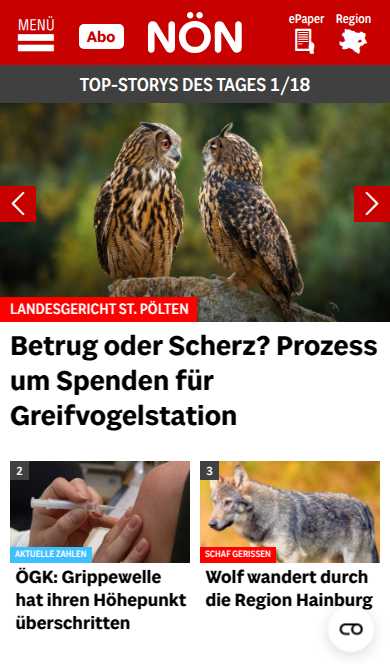 MENÜ
Abo
NÖN
ePaper
Region
TOP-STORYS DES TAGES 1/18
LANDESGERICHT ST. PÖLTEN
Betrug oder Scherz? Prozess
um Spenden für
Greifvogelstation
2
AKTUELLE ZAHLEN
ÖGK: Grippewelle
hat ihren Höhepunkt
überschritten
3
SCHAF GERISSEN
Wolf wandert durch
die Region Hainburg